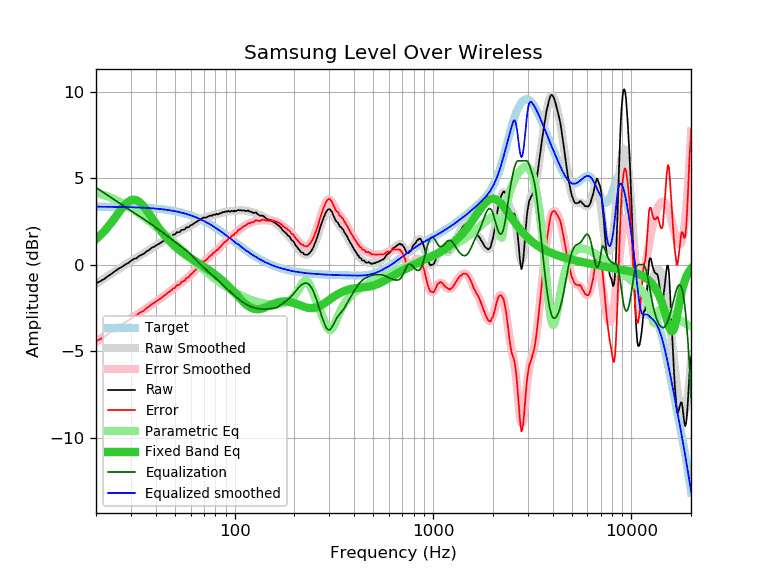 Samsung Level Over Wireless
Amplitude (dBr)
10
5
0
−5
−10
Target
Raw Smoothed
Error Smoothed
Raw
Error
Parametric Eq
Fixed Band Eq
Equalization
Equalized smoothed
100
1000
10000
Frequency (Hz)